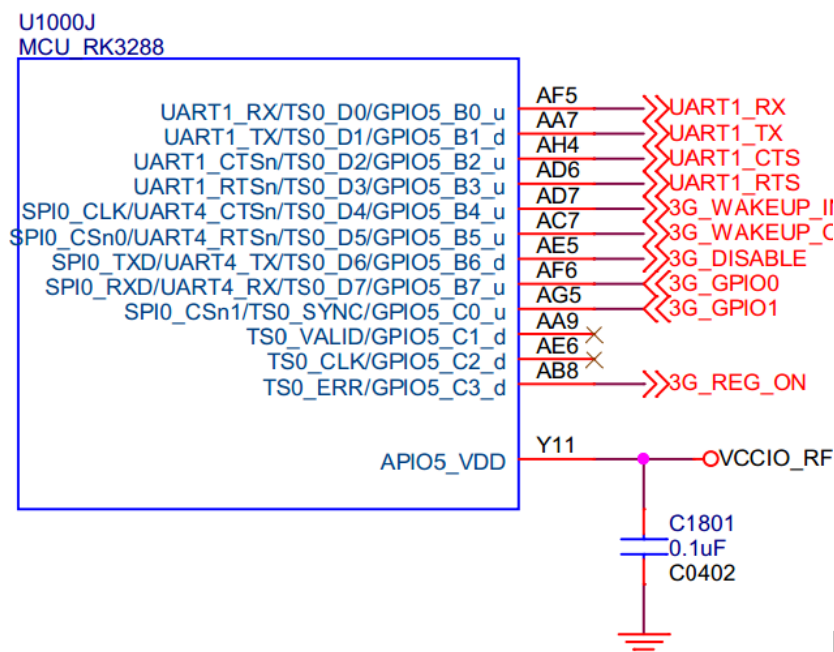 U1000J
MCU_RK3288
UART1_RX/TS0_D0/GPIO5_B0_u AF5 UART1_RX
UART1_TX/TS0_D1/GPIO5_B1_d AA7 UART1_TX
UART1_CTSn/TS0_D2/GPIO5_B2_u AH4 UART1_CTS
UART1_RTSn/TS0_D3/GPIO5_B3_u AD6 UART1_RTS
SPI0_CLK/UART4_CTSn/TS0_D4/GPIO5_B4_u AD7 3G_WAKEUP_IN
SPI0_CSn0/UART4_RTSn/TS0_D5/GPIO5_B5_u AC7 3G_WAKEUP_O
SPI0_TXD/UART4_TX/TS0_D6/GPIO5_B6_d AE5 3G_DISABLE
SPI0_RXD/UART4_RX/TS0_D7/GPIO5_B7_u AF6 3G_GPIO0
SPI0_CSn1/TS0_SYNC/GPIO5_C0_u AG5 3G_GPIO1
TS0_VALID/GPIO5_C1_d AA9
TS0_CLK/GPIO5_C2_d AE6
TS0_ERR/GPIO5_C3_d AB8 3G_REG_ON
APIO5_VDD Y11 VCCIO_RF
C1801
0.1uF
C0402